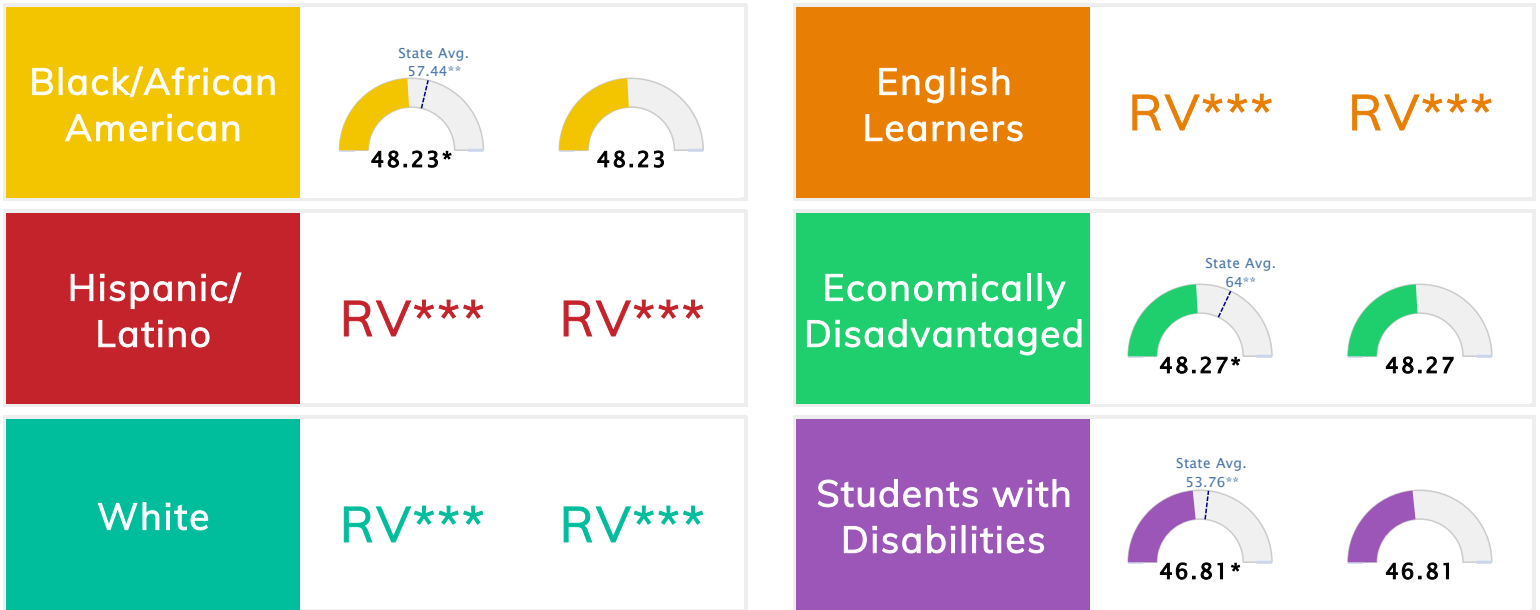 Black/African
American
State Avg.
57.44**
48.23*
48.23
English
Learners
RV***
RV***
Hispanic/
Latino
RV***
RV***
Economically
Disadvantaged
State Avg.
64**
48.27*
48.27
White
RV***
RV***
Students with
Disabilities
State Avg.
53.76**
46.81*
46.81